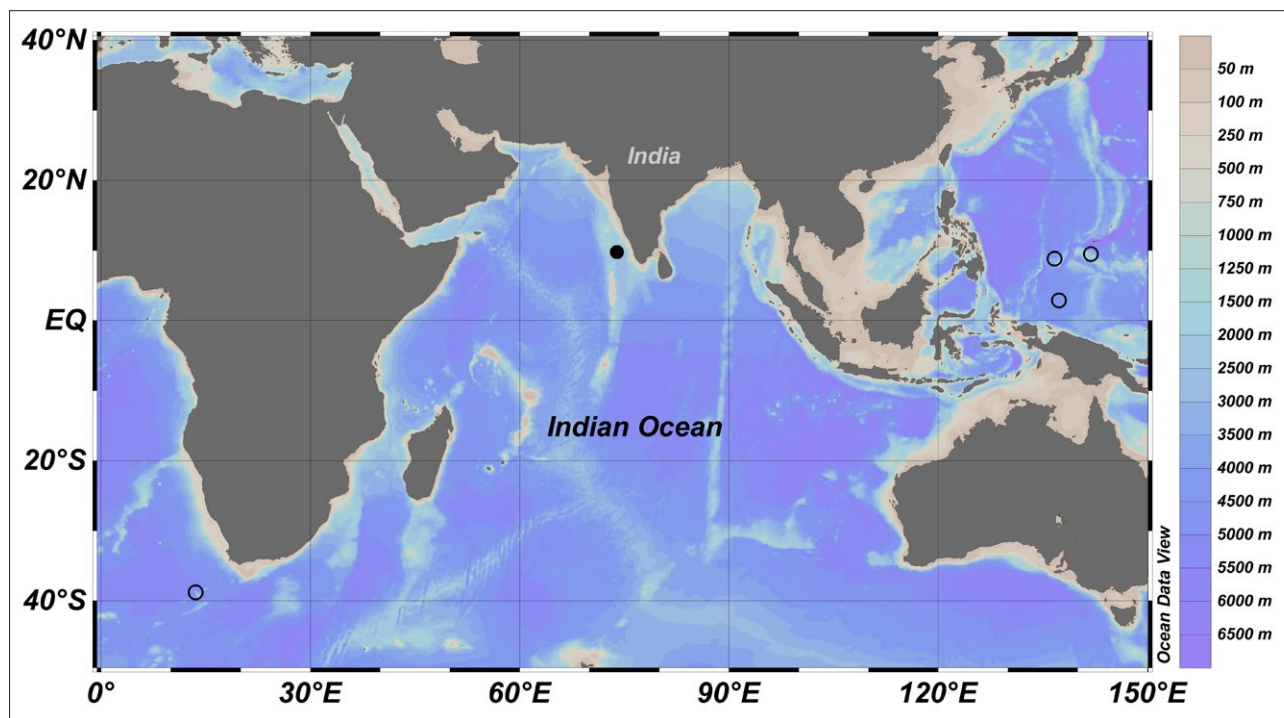 40°N
20°N
EQ
20°S
40°S
0°
30°E
60°E
90°E
120°E
150°E
India
Indian Ocean
Ocean Data View
50 m
100 m
250 m
500 m
750 m
1000 m
1250 m
1500 m
2000 m
2500 m
3000 m
3500 m
4000 m
4500 m
5000 m
5500 m
6000 m
6500 m